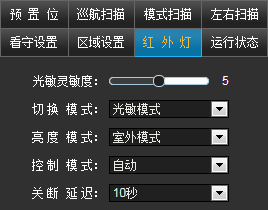 预 置 位 巡航扫描 模式扫描 左右扫描
看守设置 区域设置 红 外 灯 运行状态
光敏灵敏度： 5
切换 模式： 光敏模式
亮度 模式： 室外模式
控制 模式： 自动
关断 延迟： 10秒